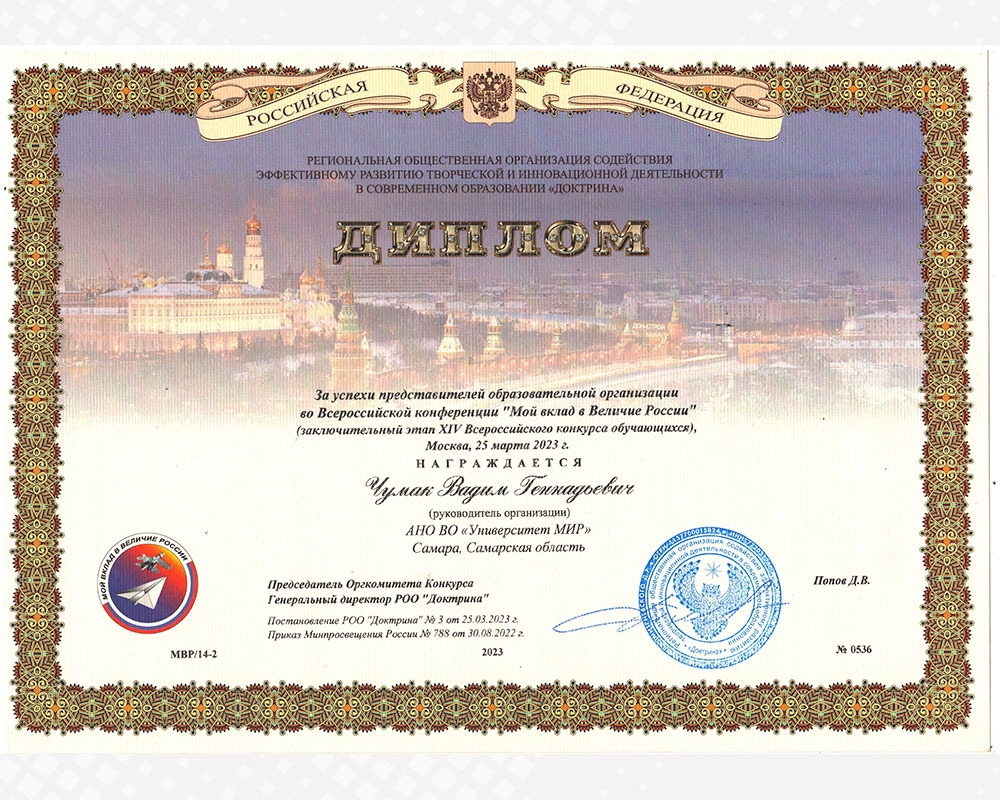 РОССИЙСКАЯ ФЕДЕРАЦИЯ
РЕГИОНАЛЬНАЯ ОБЩЕСТВЕННАЯ ОРГАНИЗАЦИЯ СОДЕЙСТВИЯ
ЭФФЕКТИВНОМУ РАЗВИТИЮ ТВОРЧЕСКОЙ И ИННОВАЦИОННОЙ ДЕЯТЕЛЬНОСТИ
В СОВРЕМЕННОМ ОБРАЗОВАНИИ «ДОКТРИНА»
ДИПЛОМ
ДОН-СТРОЙ
За успехи представителей образовательной организации
во Всероссийской конференции "Мой вклад в Величие России"
(заключительный этап XIV Всероссийского конкурса обучающихся),
Москва, 25 марта 2023 г.
НАГРАЖДАЕТСЯ
Чумак Вадим Геннадьевич
(руководитель организации)
АНО ВО «Университет МИР»
Самара, Самарская область
МОЙ ВКЛАД В ВЕЛИЧИЕ РОССИИ
Председатель Оргкомитета Конкурса
Генеральный директор РОО "Доктрина"
Попов Д.В.
Постановление РОО "Доктрина" № 3 от 25.03.2023 г.
Приказ Минпросвещения России № 788 от 30.08.2022 г.
«Доктрина»
МВР/14-2
2023
№ 0536